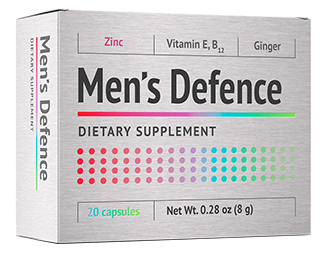 Men's Defence
DIETARY SUPPLEMENT
Zinc Vitamin E, B12 Ginger
Men's Defence
DIETARY SUPPLEMENT
20 capsules Net Wt. 0.28 oz (8 g)